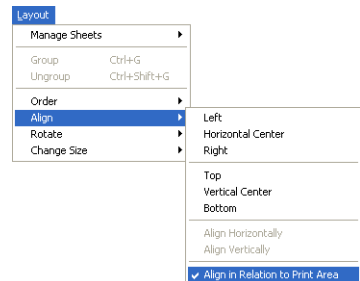 Layout
Manage Sheets
Group Ctrl+G
Ungroup Ctrl+Shift+G
Order
Align
Rotate
Change Size
Left
Horizontal Center
Right
Top
Vertical Center
Bottom
Align Horizontally
Align Vertically
Align in Relation to Print Area